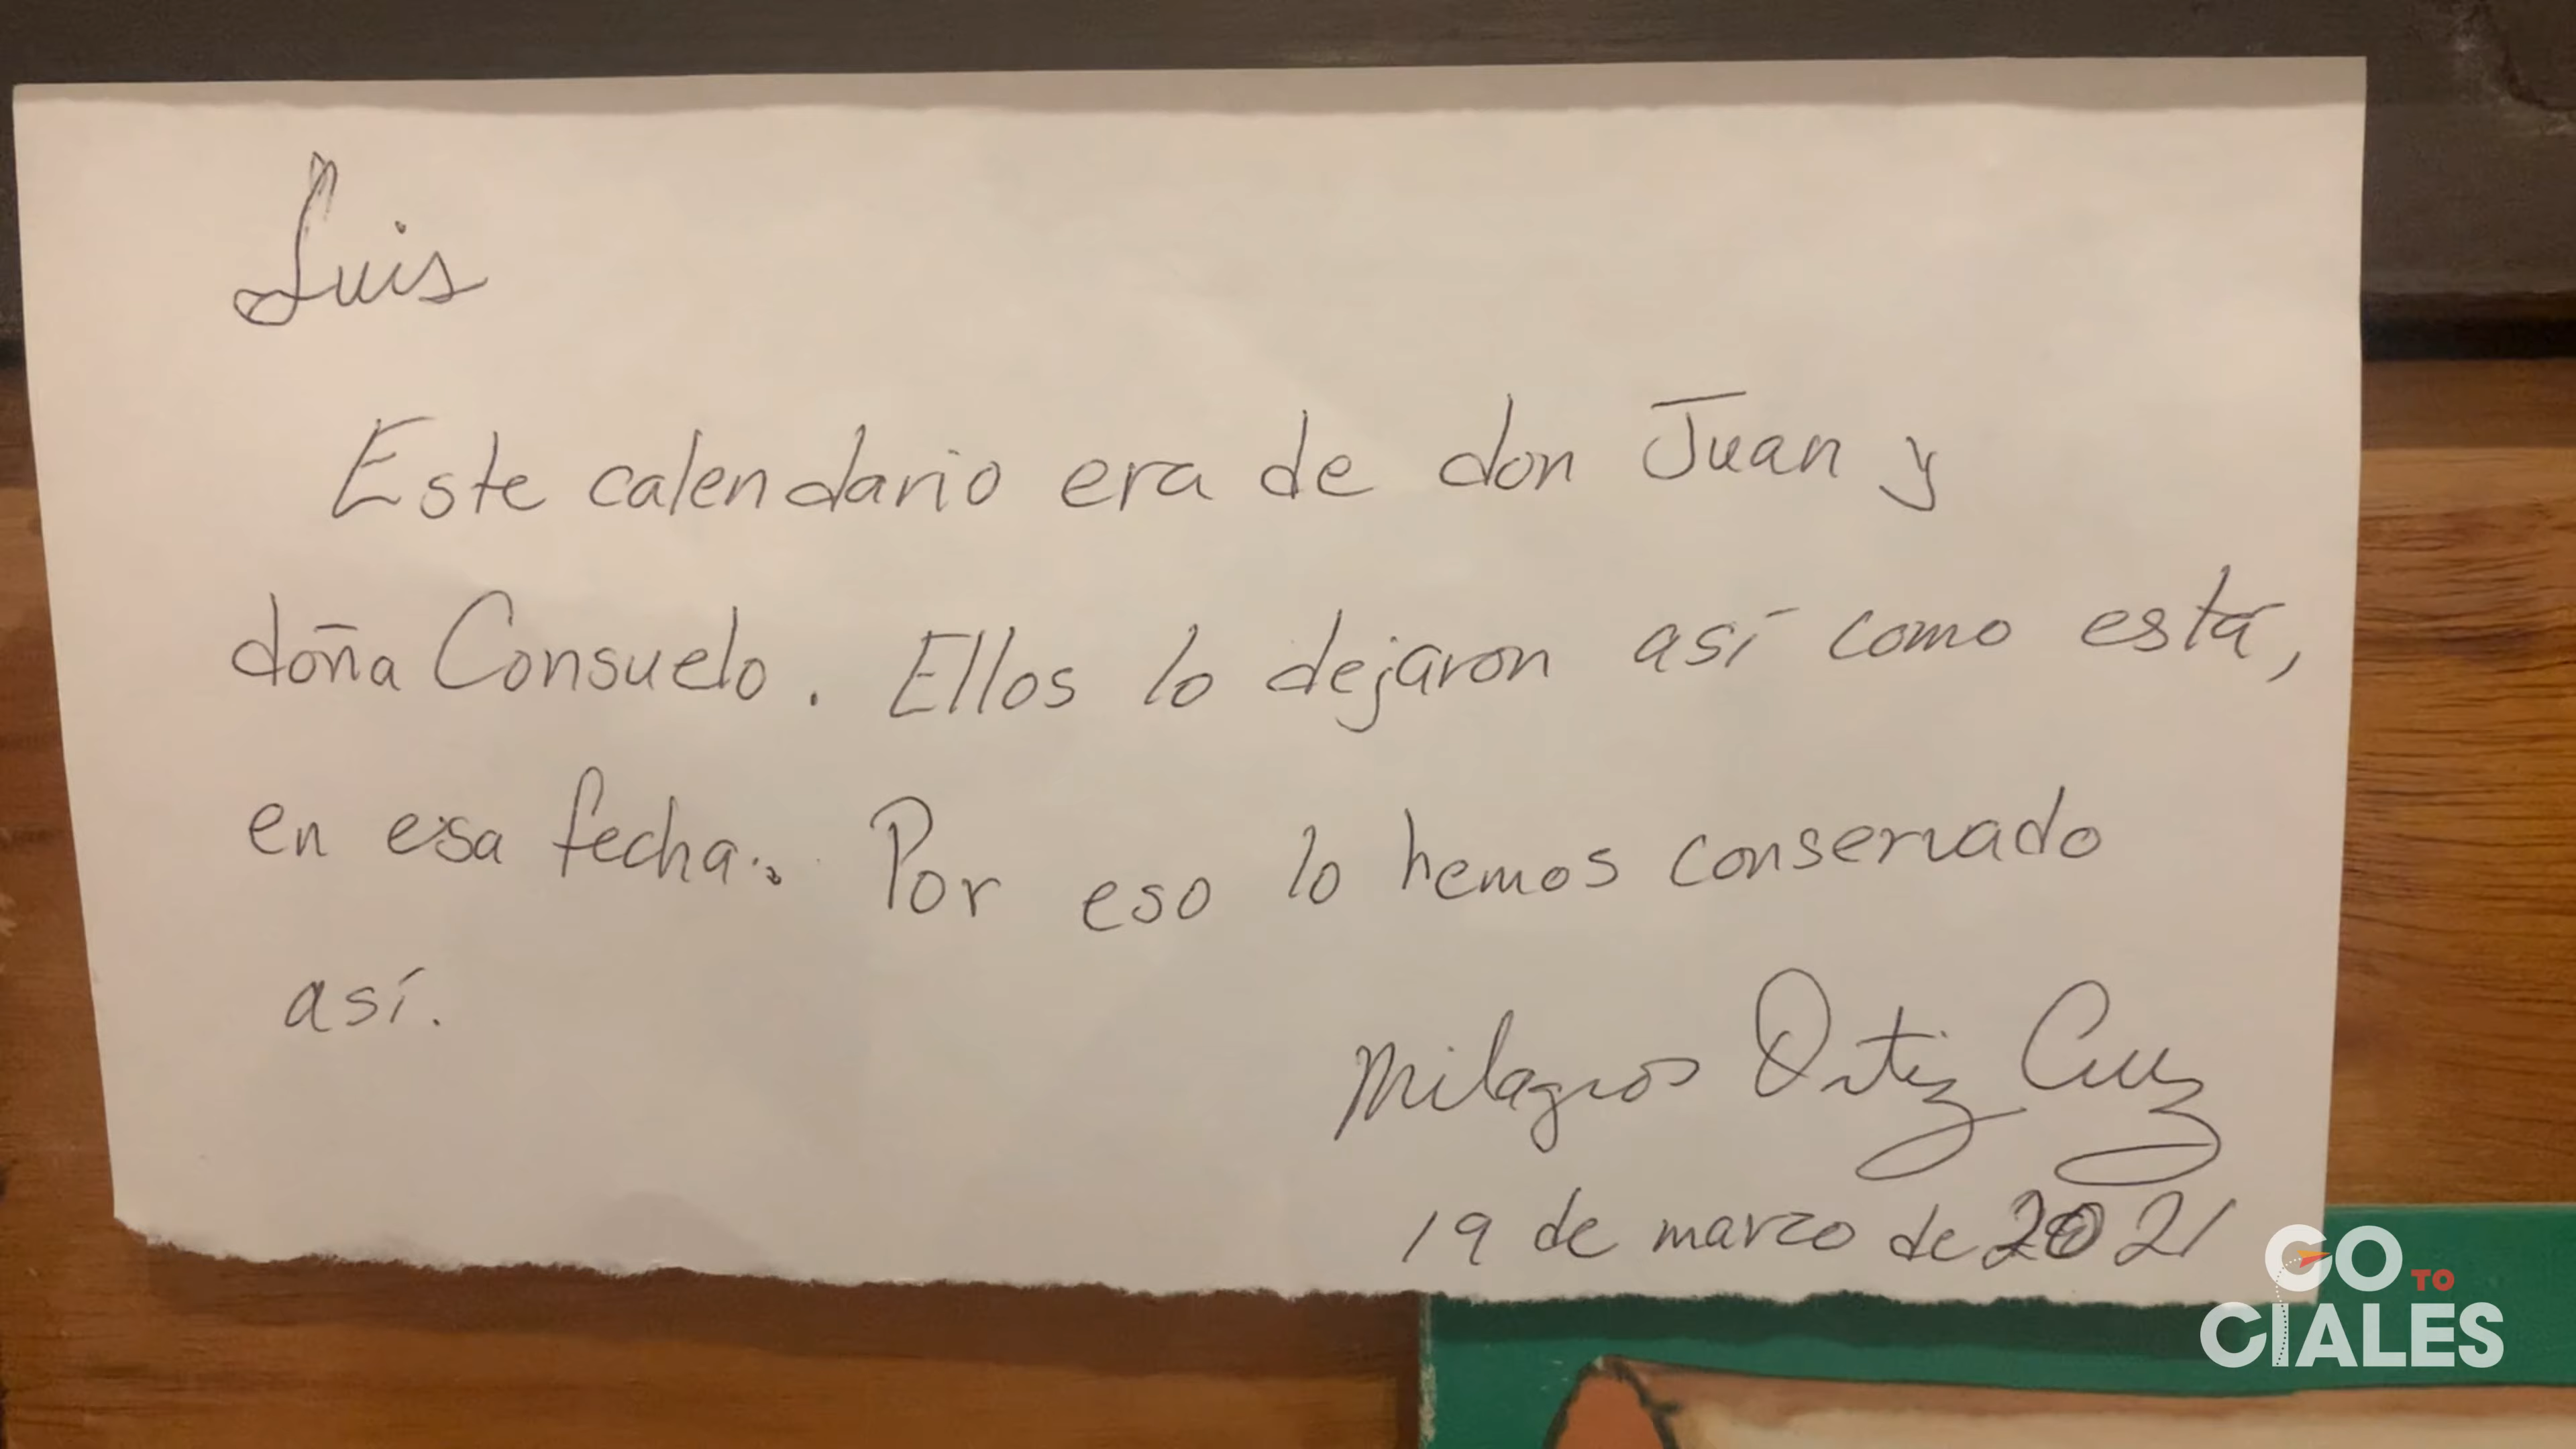 Luis
Este calendario era de don Juan y
doña Consuelo. Ellos lo dejaron así como está,
en esa fecha. Por eso lo hemos conservado
así.
Milagros Ortiz Cruz
19 de marzo de 2021
GO TO
CIALES